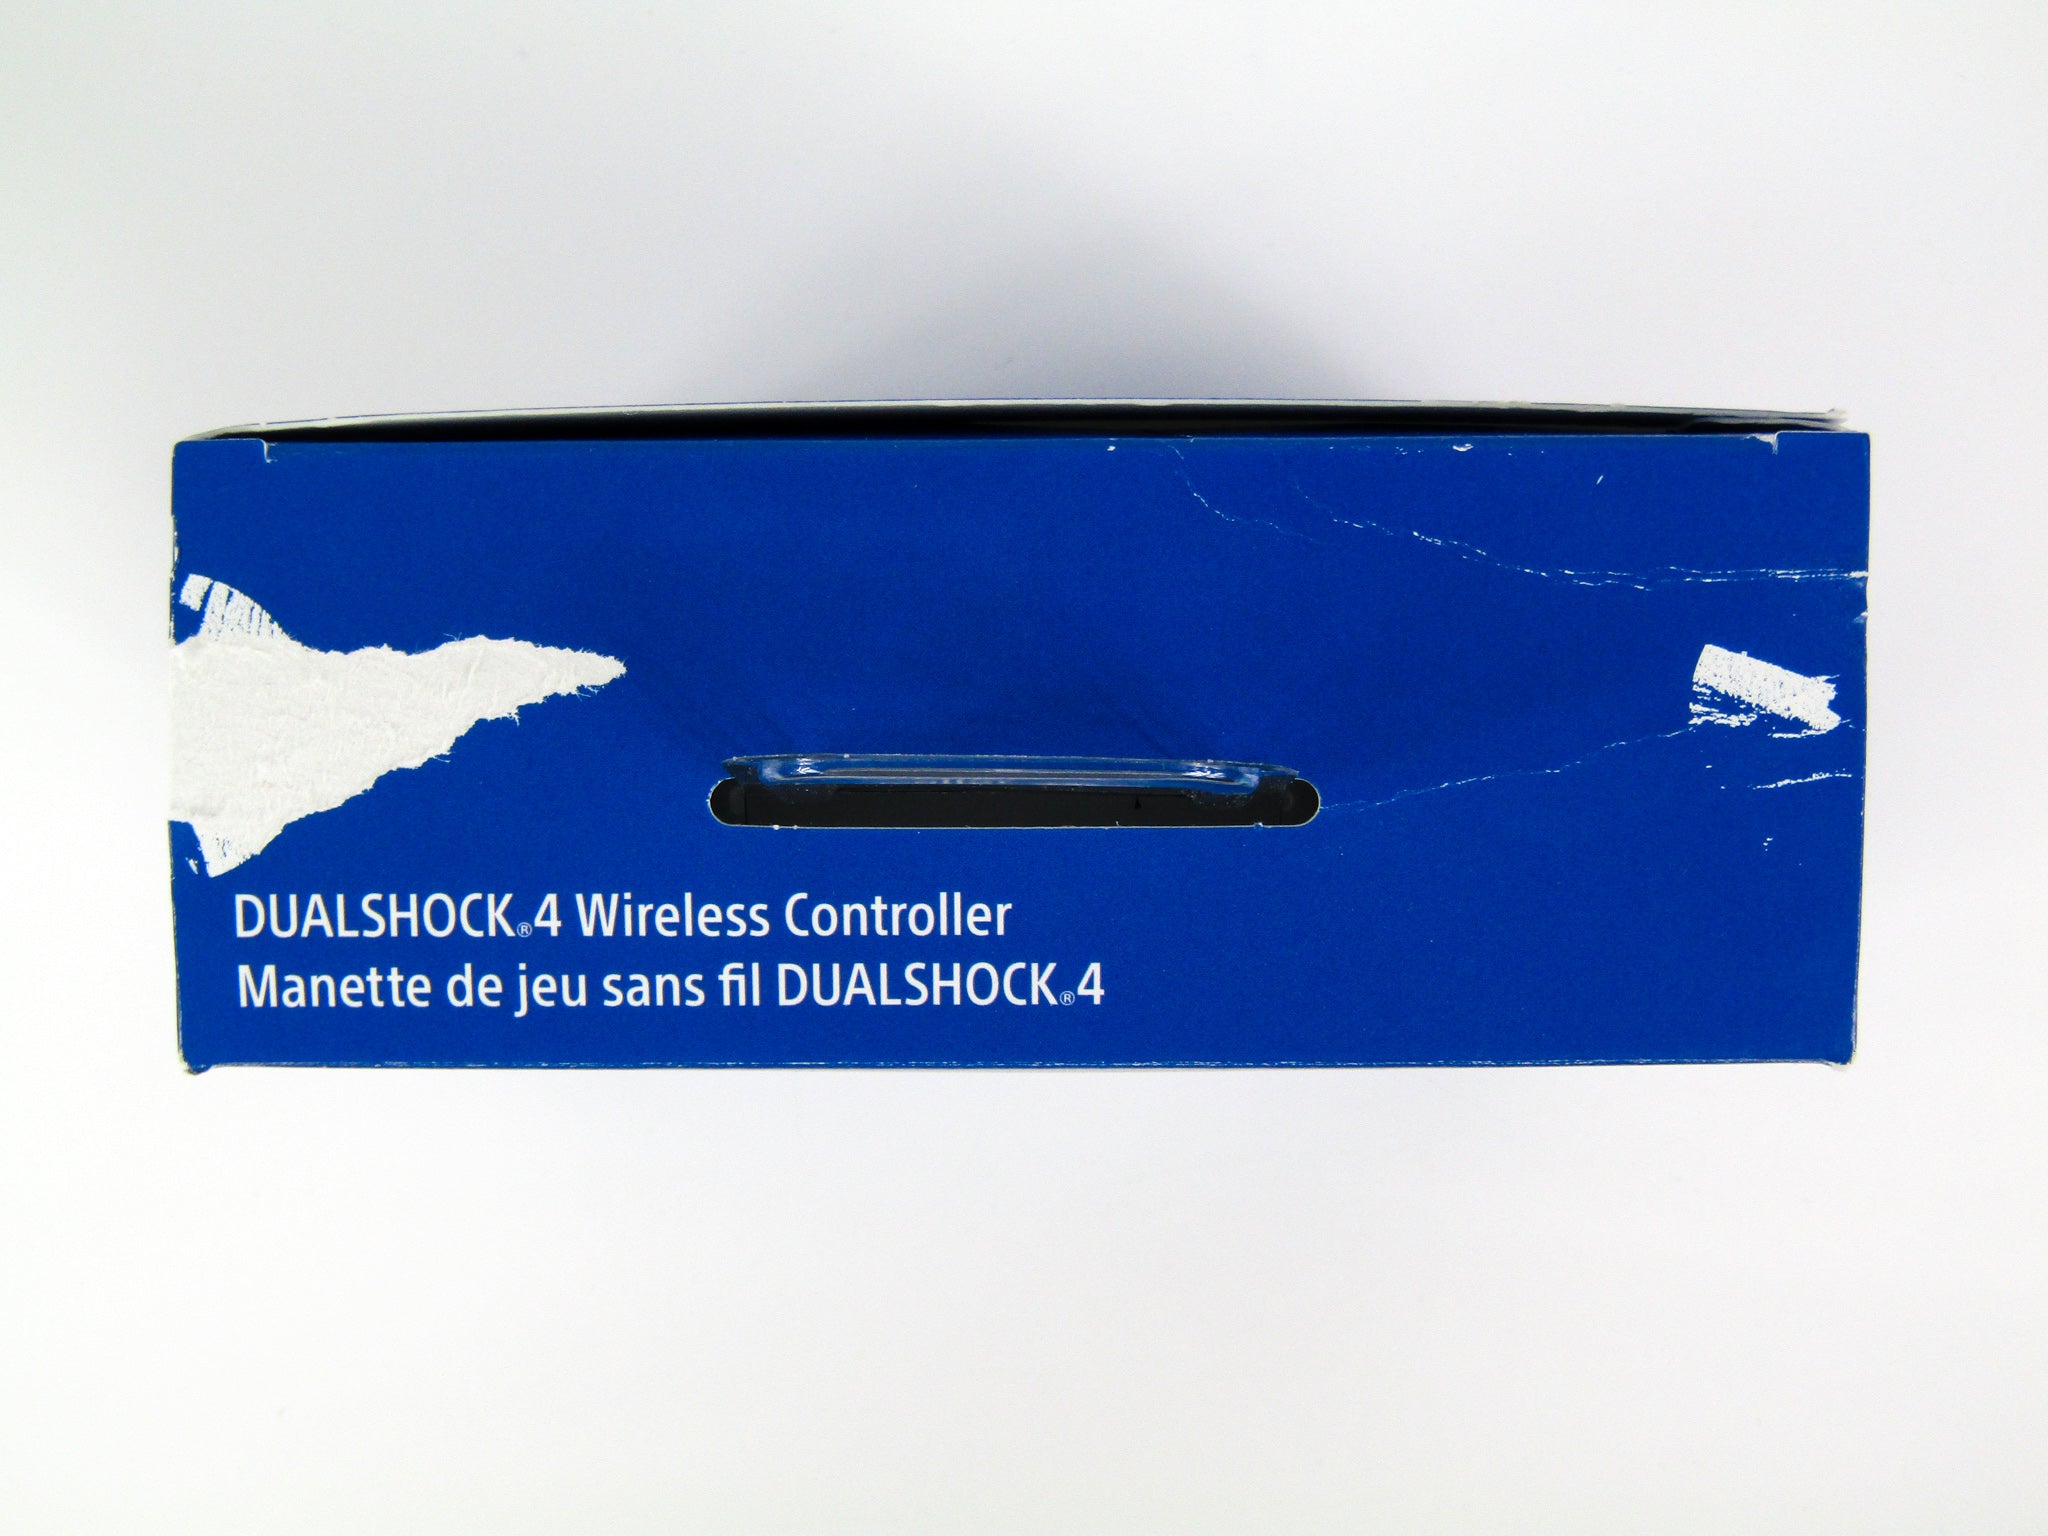 DUALSHOCK®4 Wireless Controller
Manette de jeu sans fil DUALSHOCK®4